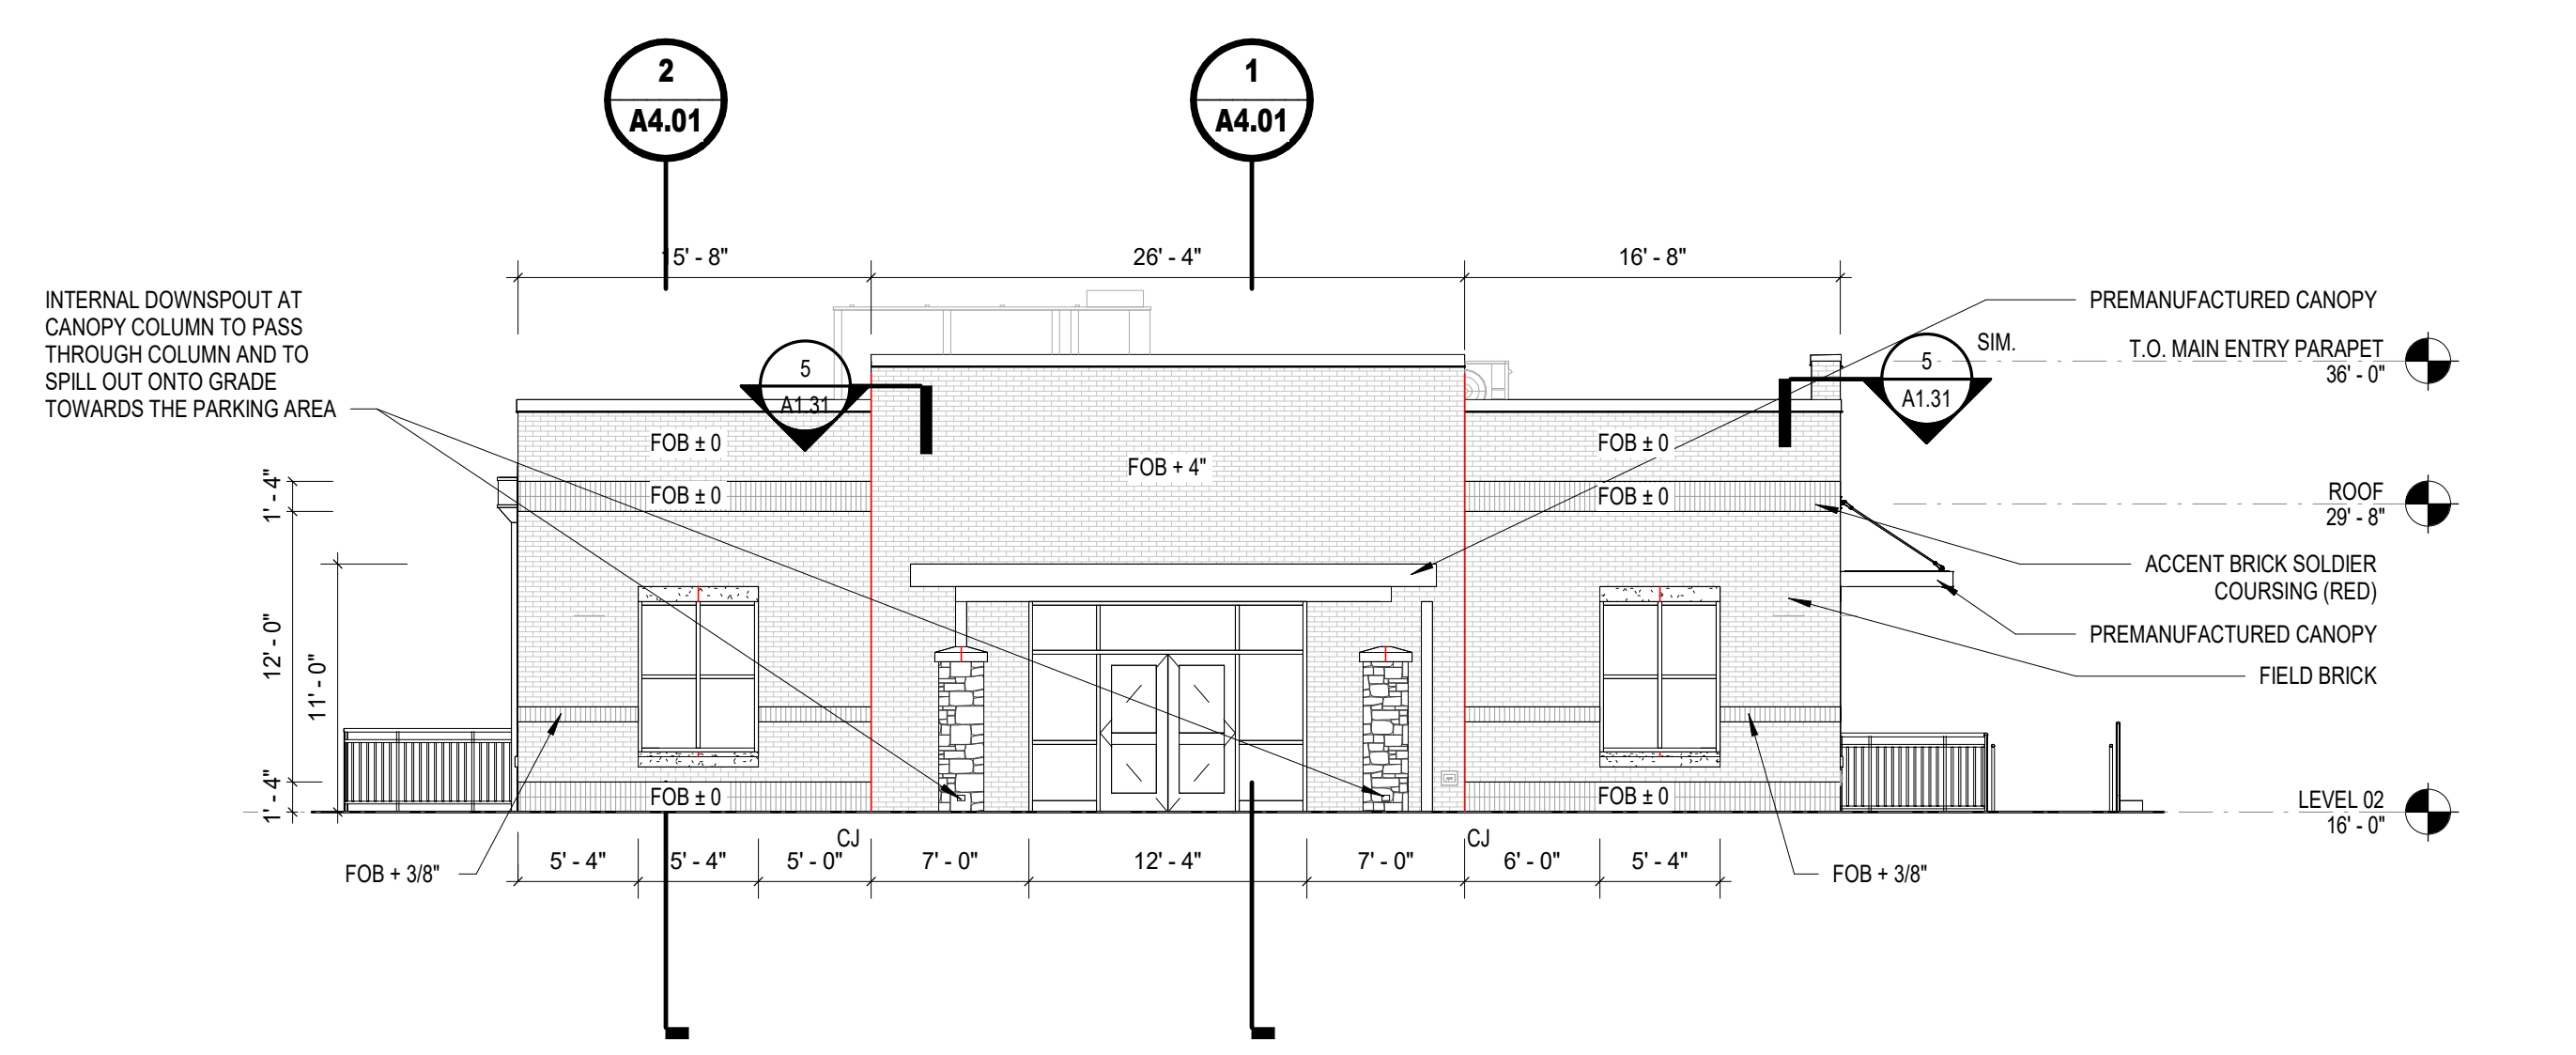 2
A4.01
1
A4.01
15' - 8"
26' - 4"
16' - 8"
INTERNAL DOWNSPOUT AT
CANOPY COLUMN TO PASS
THROUGH COLUMN AND TO
SPILL OUT ONTO GRADE
TOWARDS THE PARKING AREA
PREMANUFACTURED CANOPY
5
A1.31
5
A1.31
SIM.
T.O. MAIN ENTRY PARAPET
36' - 0"
FOB ± 0
FOB + 4"
FOB ± 0
FOB ± 0
FOB ± 0
ROOF
29' - 8"
1' - 4"
12' - 0"
11' - 0"
1' - 4"
ACCENT BRICK SOLDIER
COURSING (RED)
PREMANUFACTURED CANOPY
FIELD BRICK
FOB ± 0
FOB ± 0
LEVEL 02
16' - 0"
CJ
CJ
5' - 4"
5' - 4"
5' - 0"
7' - 0"
12' - 4"
7' - 0"
6' - 0"
5' - 4"
FOB + 3/8"
FOB + 3/8"